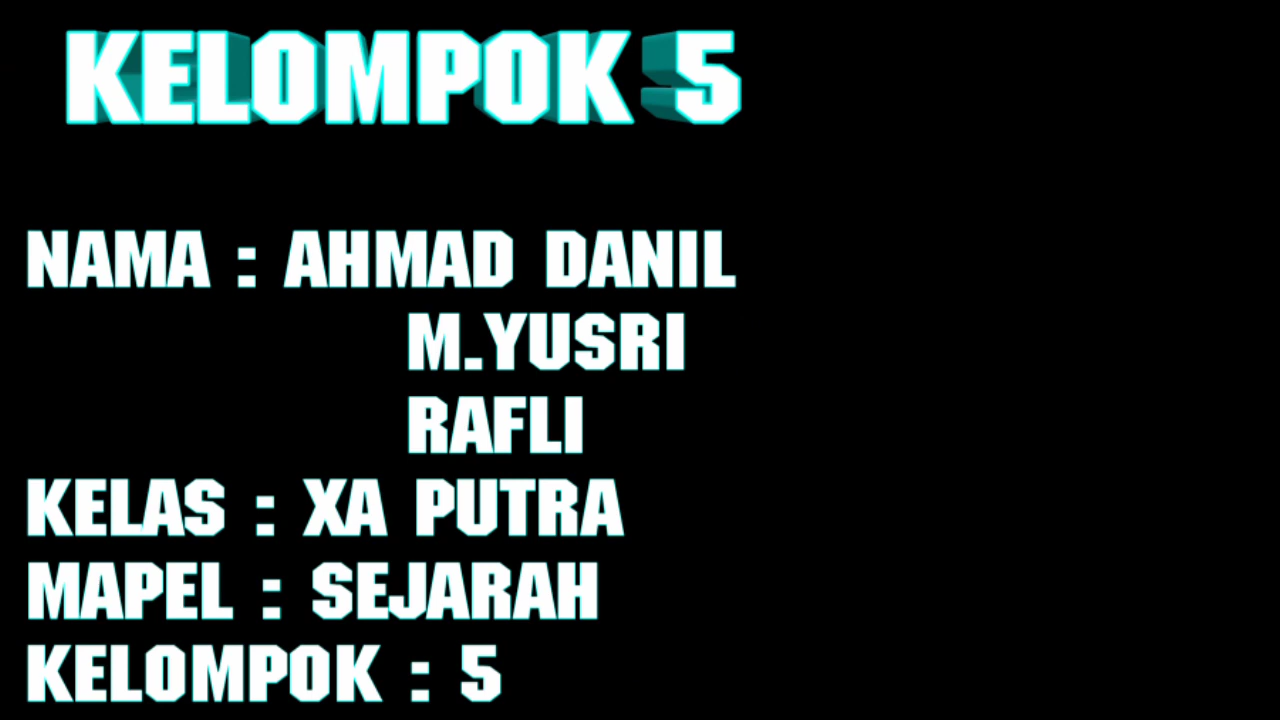 KELOMPOK 5
NAMA : AHMAD DANIL
M.YUSRI
RAFLI
KELAS : XA PUTRA
MAPEL : SEJARAH
KELOMPOK : 5